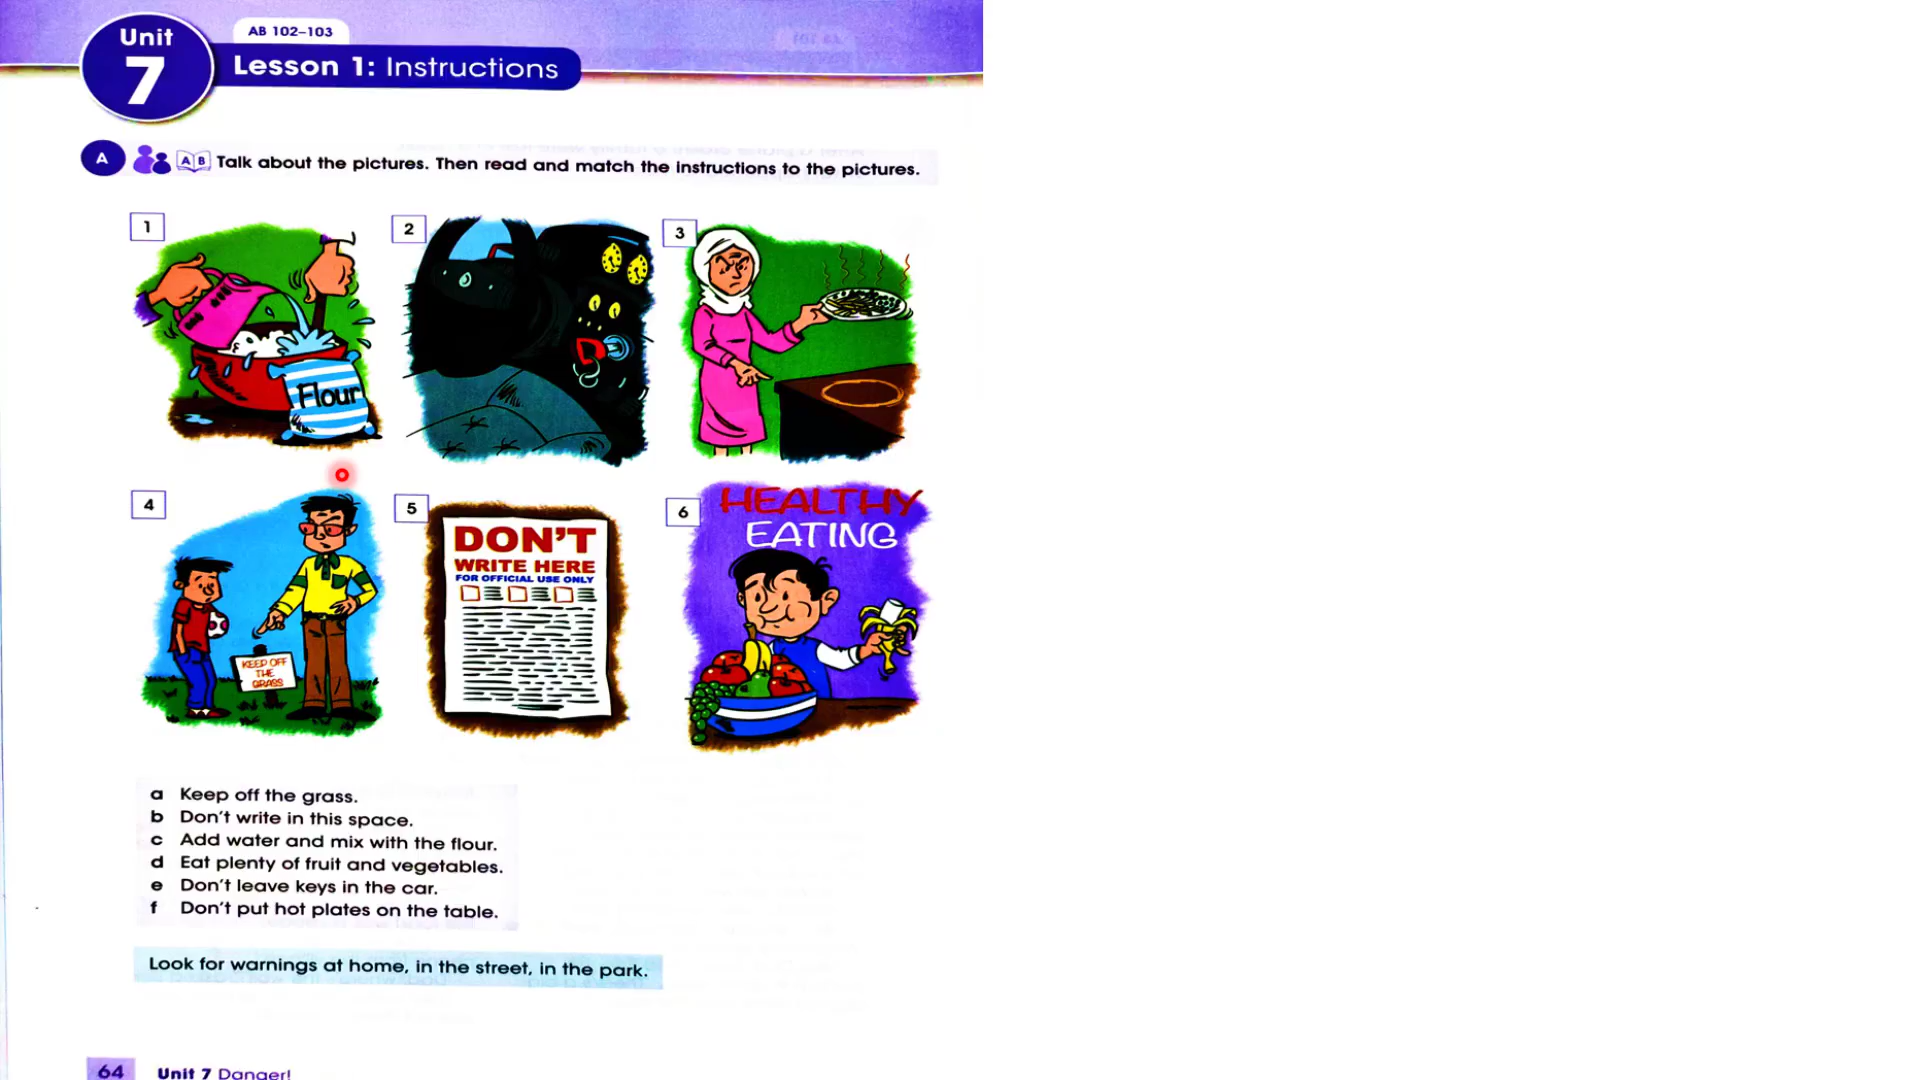 Unit
7
AB 102–103
Lesson 1: Instructions
A
A B
Talk about the pictures. Then read and match the instructions to the pictures.
1
2
3
Flour
4
5
6
KEEP OFF
THE
GRASS
DON'T
WRITE HERE
FOR OFFICIAL USE ONLY
HEALTHY
EATING
a Keep off the grass.
b Don't write in this space.
c Add water and mix with the flour.
d Eat plenty of fruit and vegetables.
e Don't leave keys in the car.
f Don't put hot plates on the table.
Look for warnings at home, in the street, in the park.
64
Unit 7 Danger!